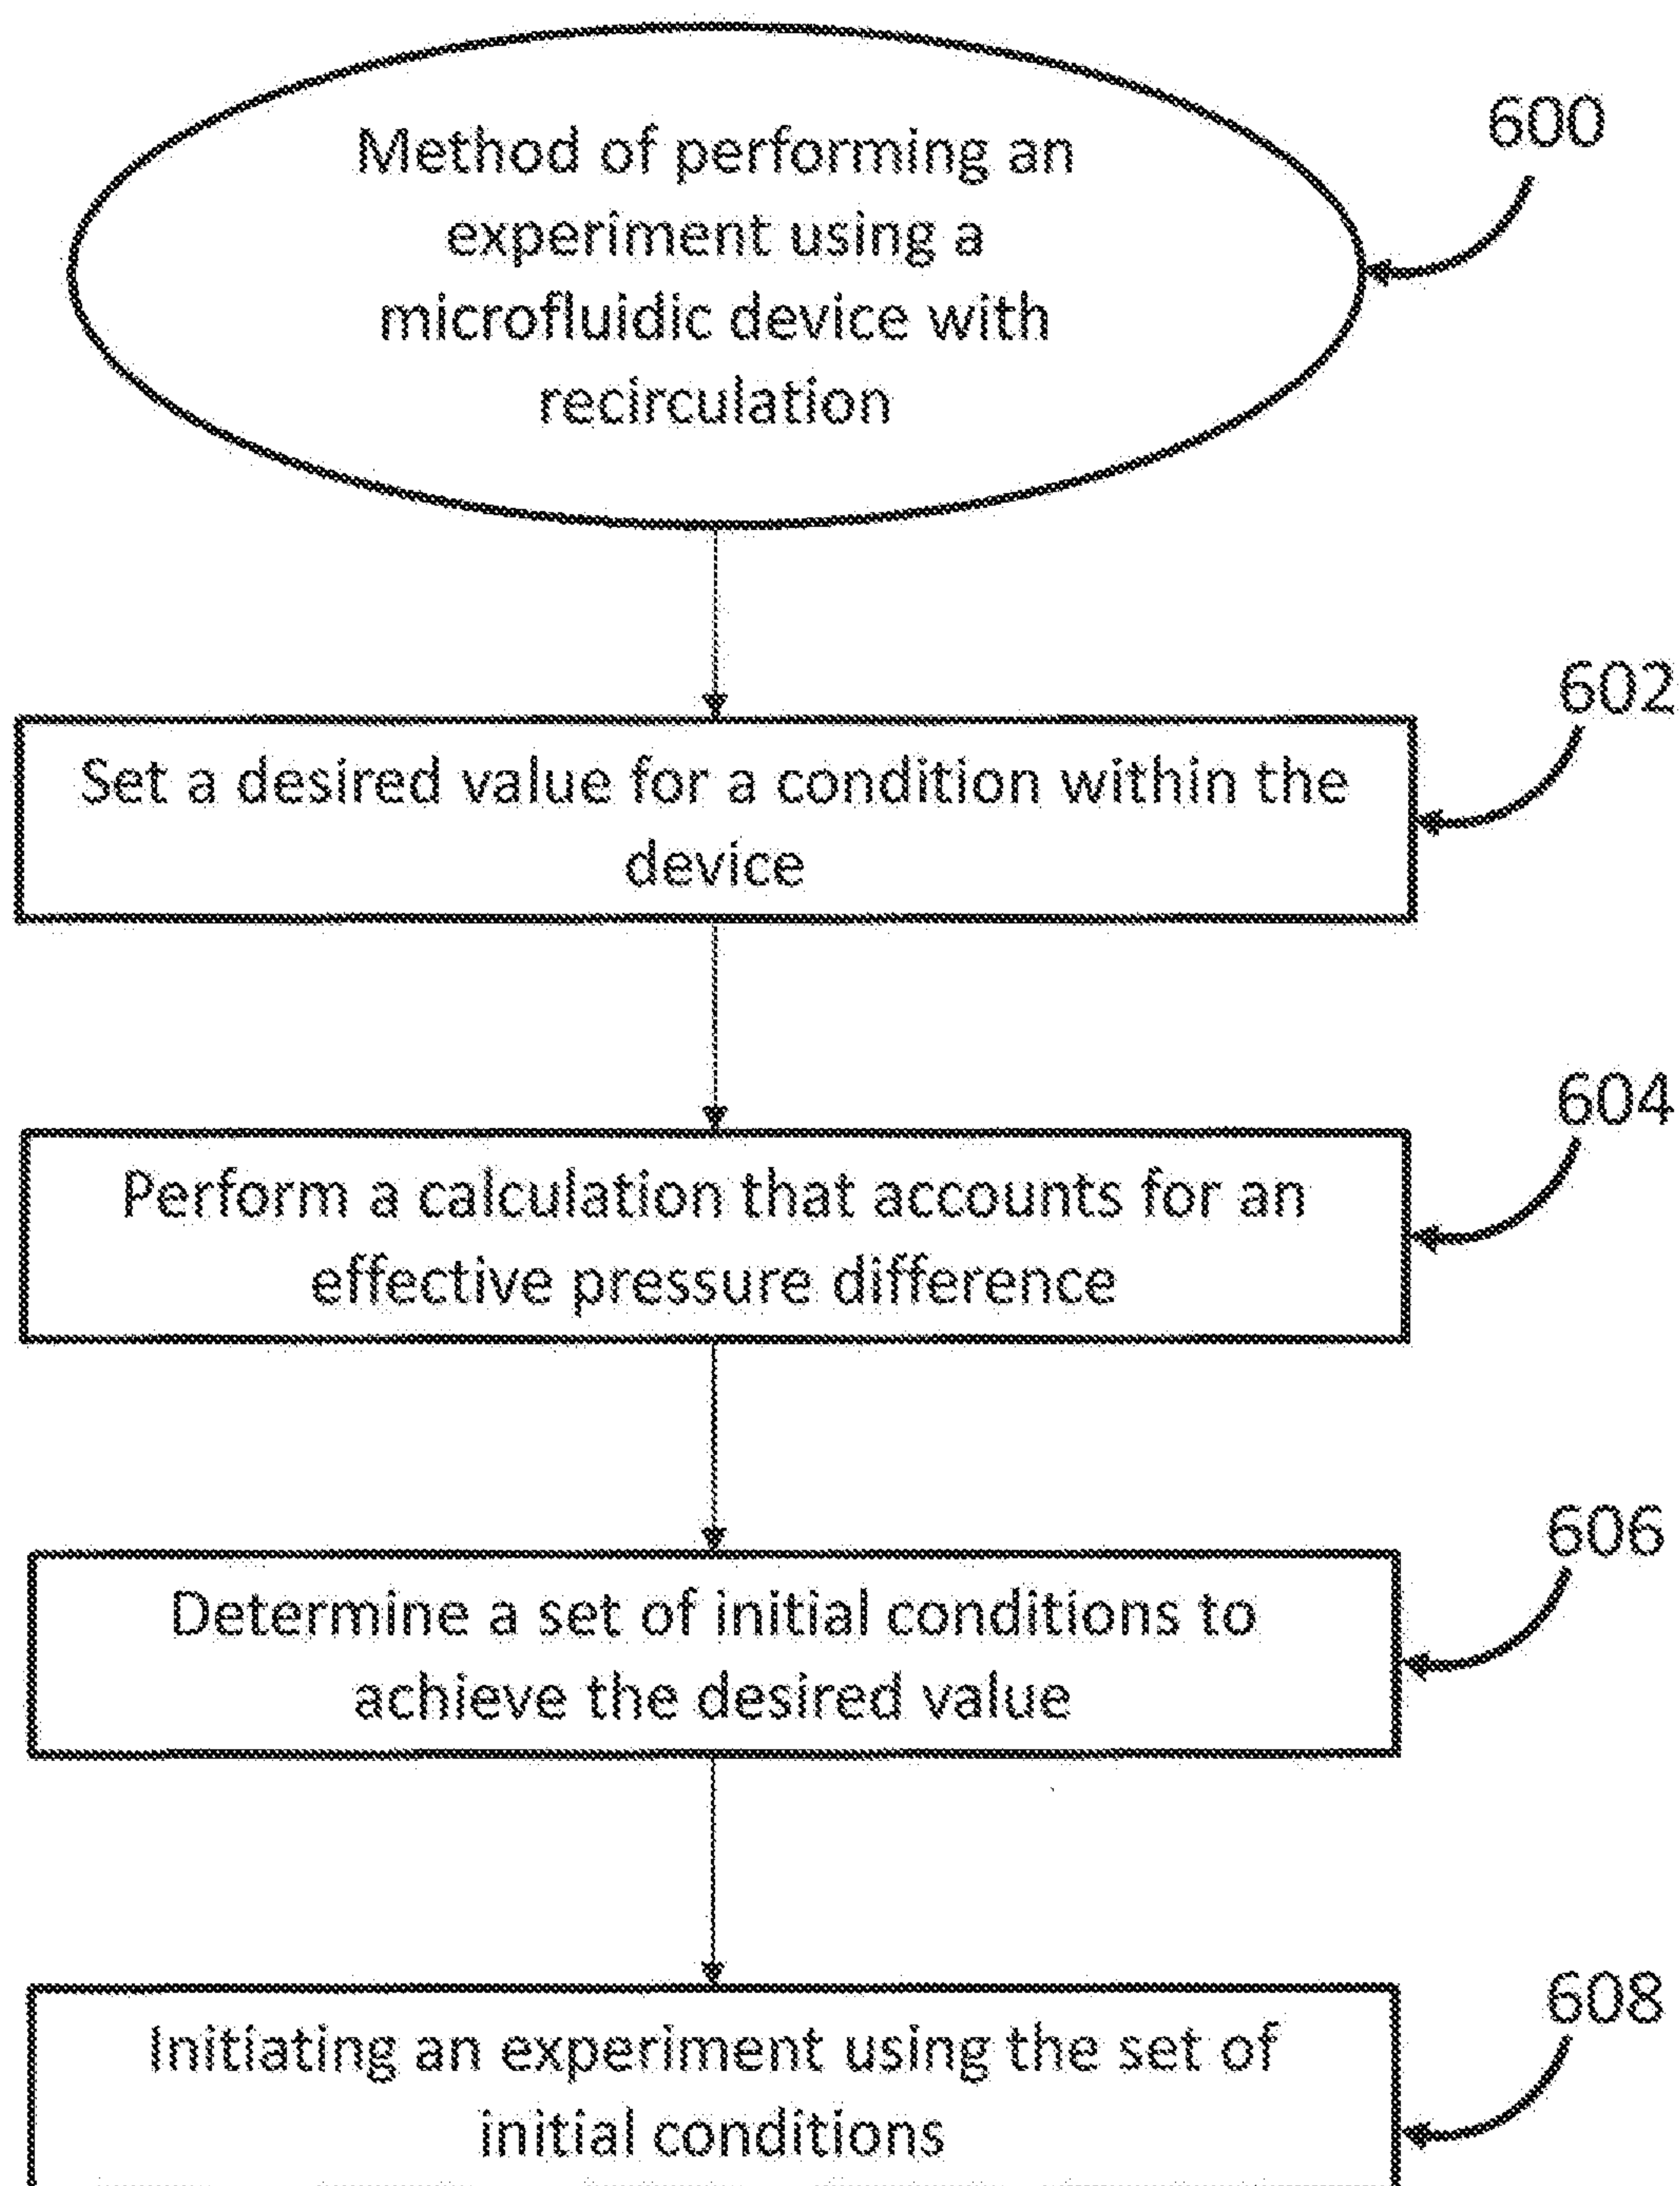 Method of performing an
experiment using a
microfluidic device with
recirculation
600
602
Set a desired value for a condition within the
device
604
Perform a calculation that accounts for an
effective pressure difference
606
Determine a set of initial conditions to
achieve the desired value
608
Initiating an experiment using the set of
initial conditions